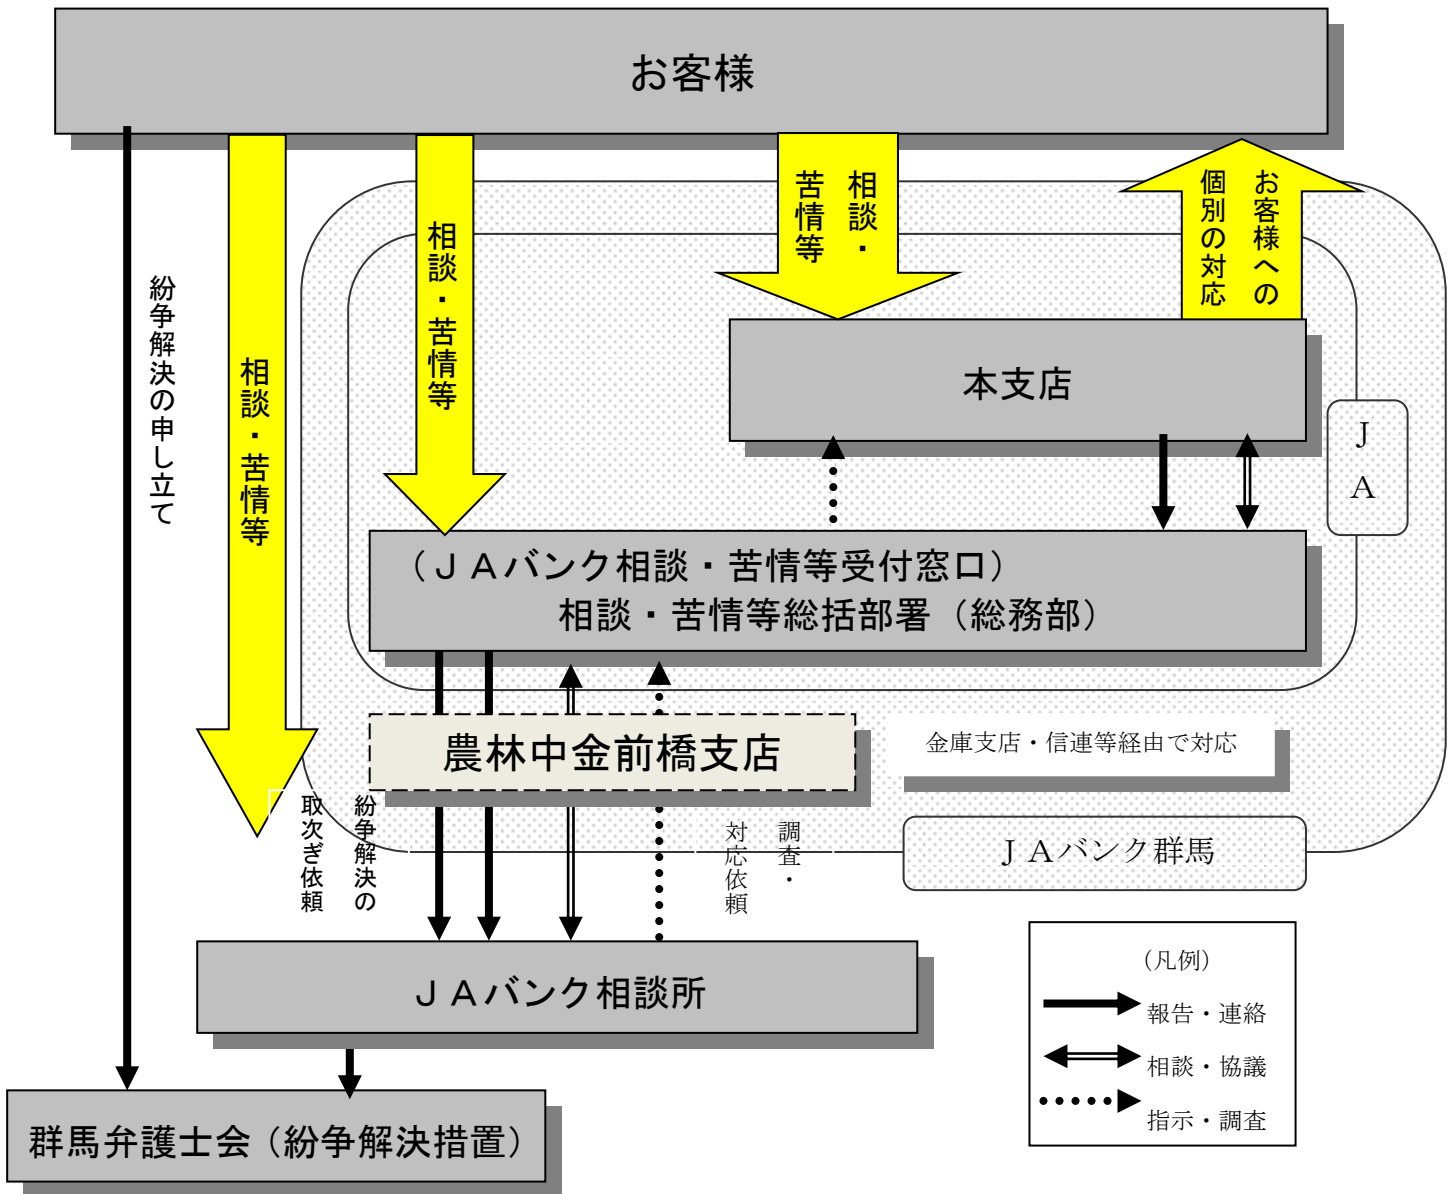 お客様
紛争解決の申し立て
相談・苦情等
相談・苦情等
相談・
苦情等
お客様への
個別の対応
本支店
ＪＡ
（ＪＡバンク相談・苦情等受付窓口）
相談・苦情等総括部署（総務部）
農林中金前橋支店
金庫支店・信連等経由で対応
紛争解決の
取次ぎ依頼
調査・
対応依頼
ＪＡバンク群馬
ＪＡバンク相談所
（凡例）
報告・連絡
相談・協議
指示・調査
群馬弁護士会（紛争解決措置）